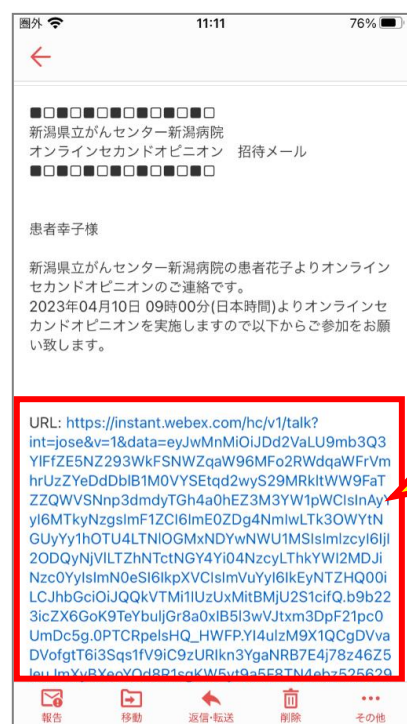 圏外 11:11 76%
■□■□■□■□■□■□■□
新潟県立がんセンター新潟病院
オンラインセカンドオピニオン 招待メール
■□■□■□■□■□■□■□
患者幸子様
新潟県立がんセンター新潟病院の患者花子よりオンライン
セカンドオピニオンのご連絡です。
2023年04月10日 09時00分(日本時間)よりオンラインセ
カンドオピニオンを実施しますので以下からご参加をお願
い致します。
URL: https://instant.webex.com/hc/v1/talk?
int=jose&v=1&data=eyJwMnMiOiJDd2VaLU9mb3Q3
YlFfZE5NZ293WkFSNWZqaW96MFo2RWdqaWFrVm
hrUzZYeDdDblB1M0VYSEtqd2wyS29MRkltWW9FaT
ZZQWVSNnp3dmdyTGh4a0hEZ3M3YW1pWCIsInAy
Y
yI6MTkyNzgsImF1ZCI6ImE0ZDg4NmIwLTk3OWYtN
GUyYy1hOTU4LTNlOGMxNDYwNWU1MSIsImlzcyI6Ijl
2ODQyNjVlLTZhNTctNGY4Yi04NzcyLThkYWI2MDJi
Nzc0YyIsImN0eSI6IkpXVCIsImVuYyI6IkEyNTZHQ00i
LCJhbGciOiJQQkVTMi1IUzUxMitBMjU2S1cifQ.b9b22
3icZX6GoK9TeYbuljGr8a0xIB5I3wVJtxm3DpF21pc0
UmDc5g.0PTCRpelsHQ_HWFP.YI4ulzM9X1QCgDVva
DVofgtT6i3Sqs1fV9iC9zURIkn3YgaNRB7E4j78z46Z5
報告 移動 返信・転送 削除 その他